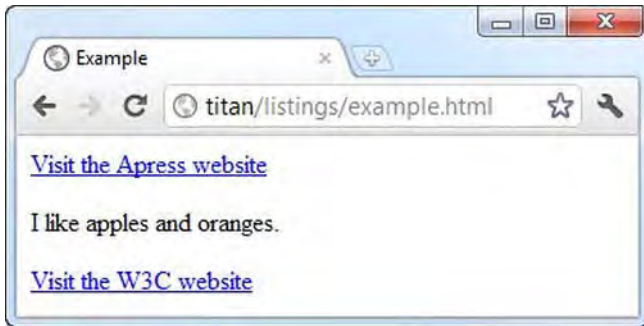 Example
titan/listings/example.html
Visit the Apress website
I like apples and oranges.
Visit the W3C website